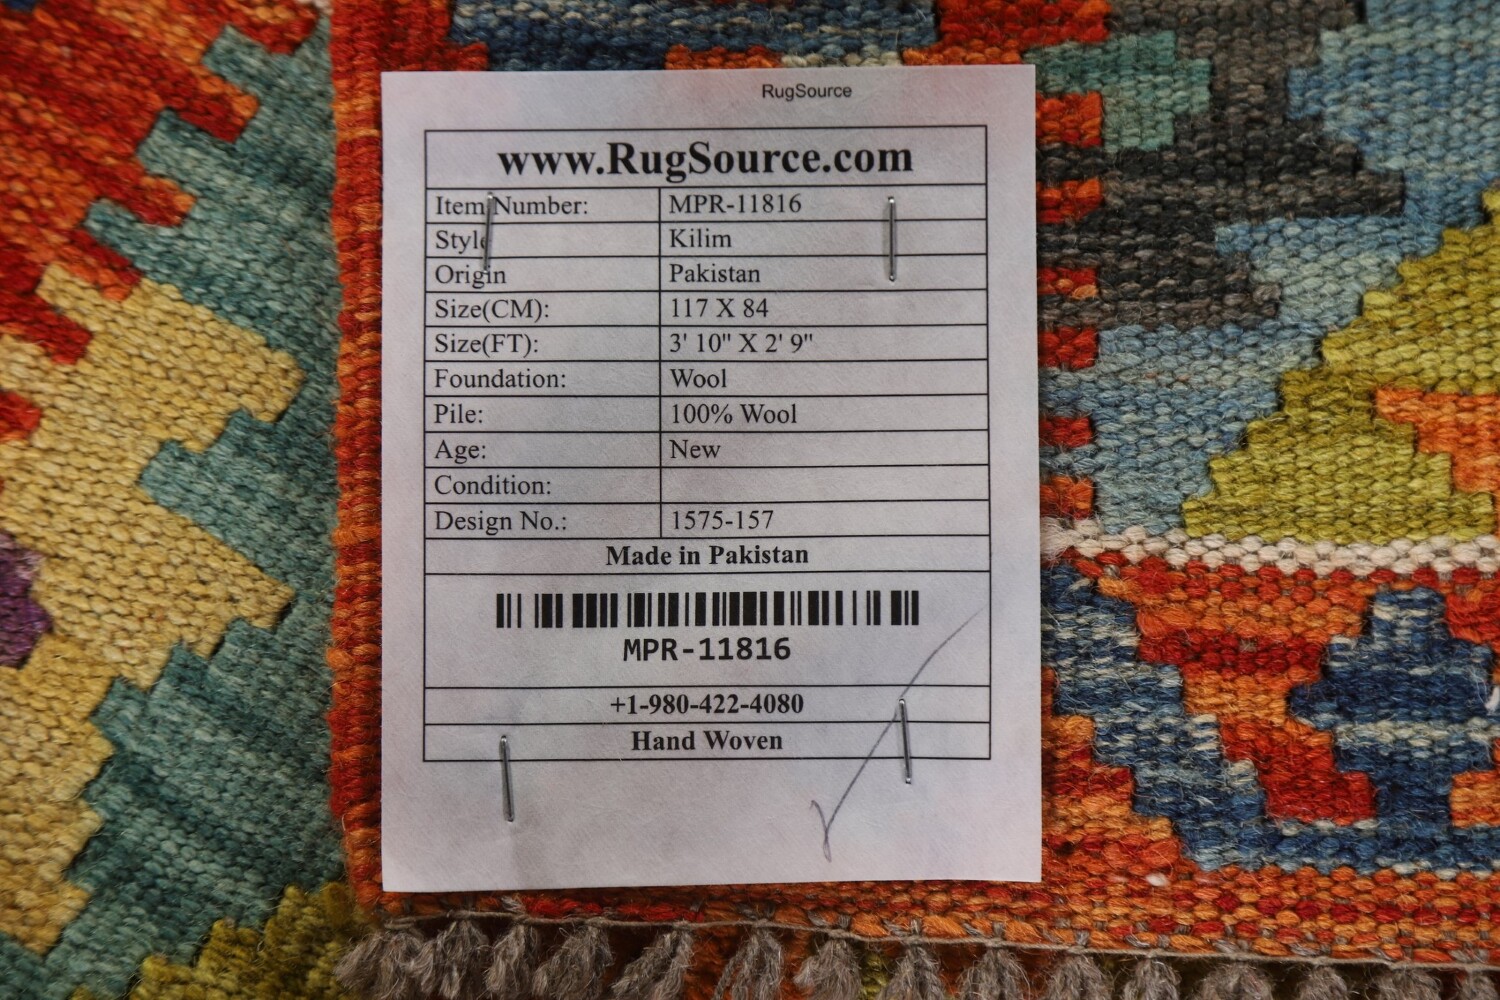 RugSource
www.RugSource.com
Item Number: MPR-11816
Style Kilim
Origin Pakistan
Size(CM): 117 X 84
Size(FT): 3' 10" X 2' 9"
Foundation: Wool
Pile: 100% Wool
Age: New
Condition:
Design No.: 1575-157
Made in Pakistan
MPR-11816
+1-980-422-4080
Hand Woven